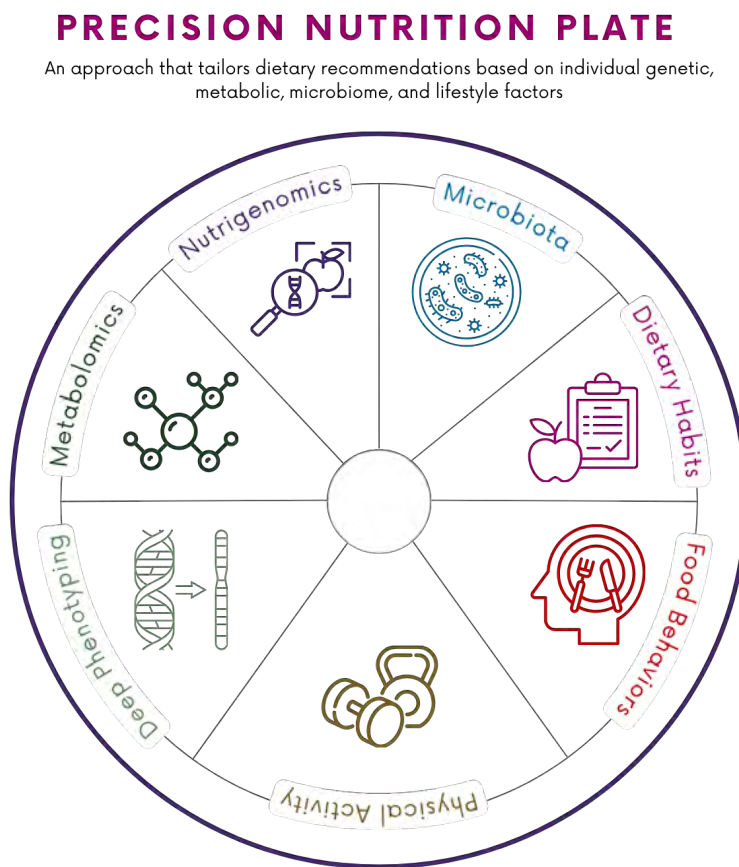 PRECISION NUTRITION PLATE
An approach that tailors dietary recommendations based on individual genetic,
metabolic, microbiome, and lifestyle factors
Nutrigenomics
Microbiota
Dietary Habits
Food Behaviors
Physical Activity
Deep Phenotyping
Metabolomics